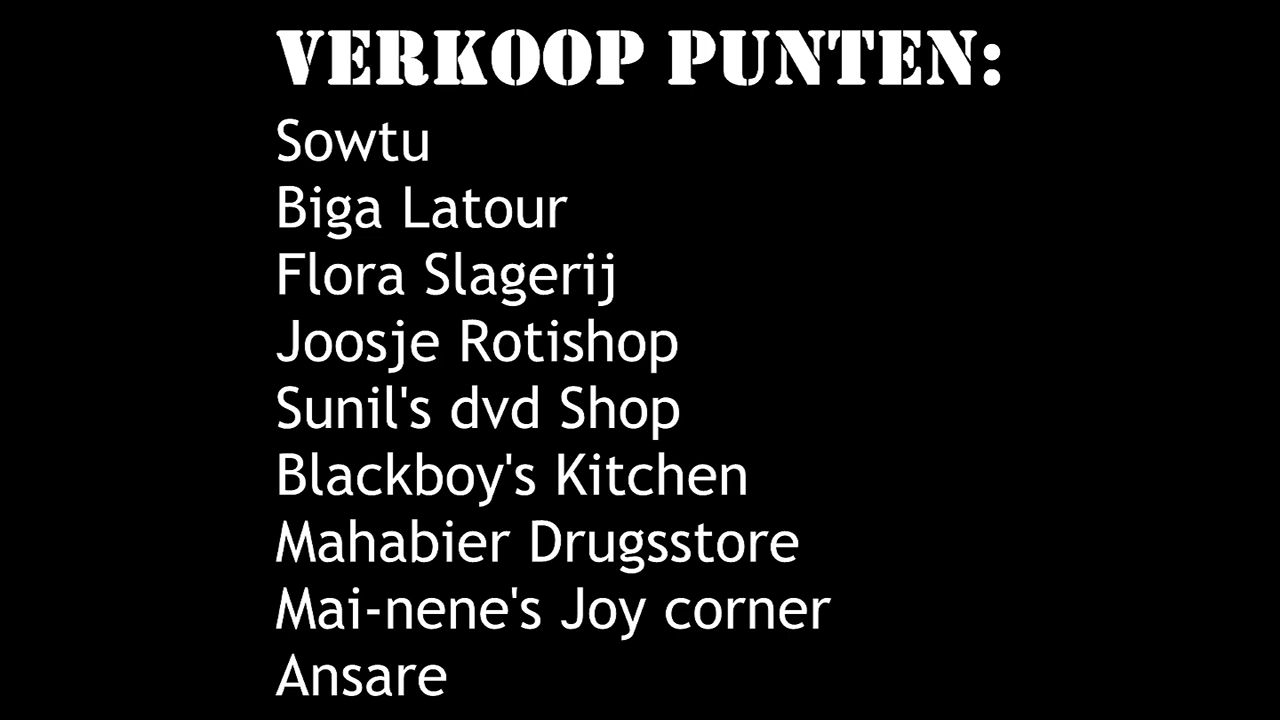 VERKOOP PUNTEN:
Sowtu
Biga Latour
Flora Slagerij
Joosje Rotishop
Sunil's dvd Shop
Blackboy's Kitchen
Mahabier Drugsstore
Mai-nene's Joy corner
Ansare